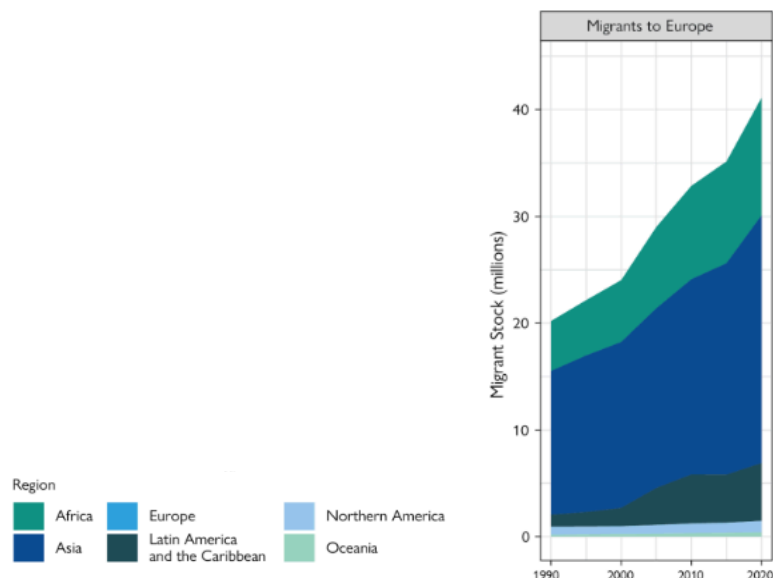 Migrants to Europe
Migrant Stock (millions)
40
30
20
10
0
1990
2000
2010
2020
Region
Africa
Europe
Northern America
Asia
Latin America
and the Caribbean
Oceania